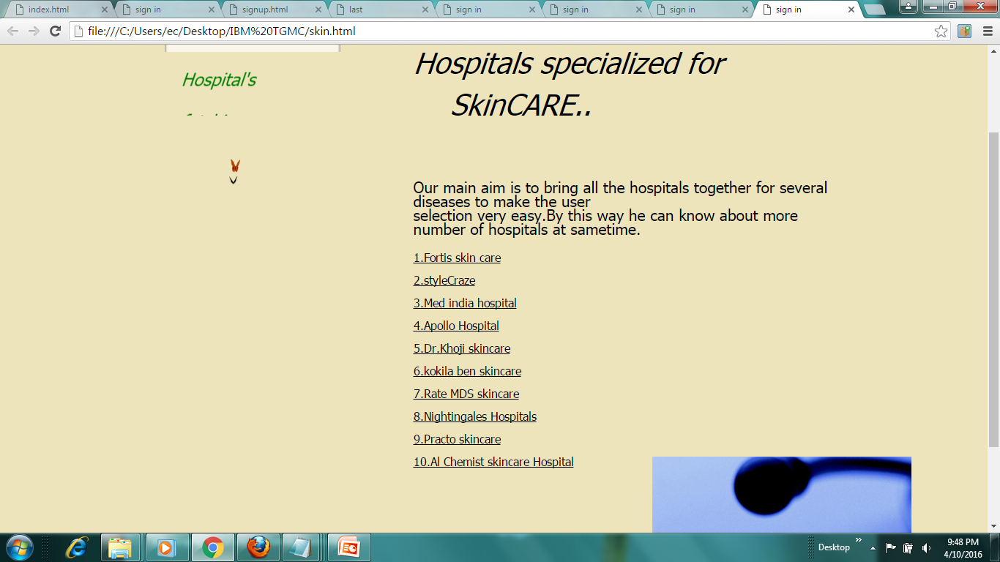 index.html
sign in
signup.html
last
sign in
sign in
sign in
sign in
file:///C:/Users/ec/Desktop/IBM%20TGMC/skin.html
Hospital's
Hospitals specialized for
SkinCARE..
Our main aim is to bring all the hospitals together for several
diseases to make the user
selection very easy.By this way he can know about more
number of hospitals at sametime.
1.Fortis skin care
2.styleCraze
3.Med india hospital
4.Apollo Hospital
5.Dr.Khoji skincare
6.kokila ben skincare
7.Rate MDS skincare
8.Nightingales Hospitals
9.Practo skincare
10.Al Chemist skincare Hospital
Desktop
9:48 PM
4/10/2016